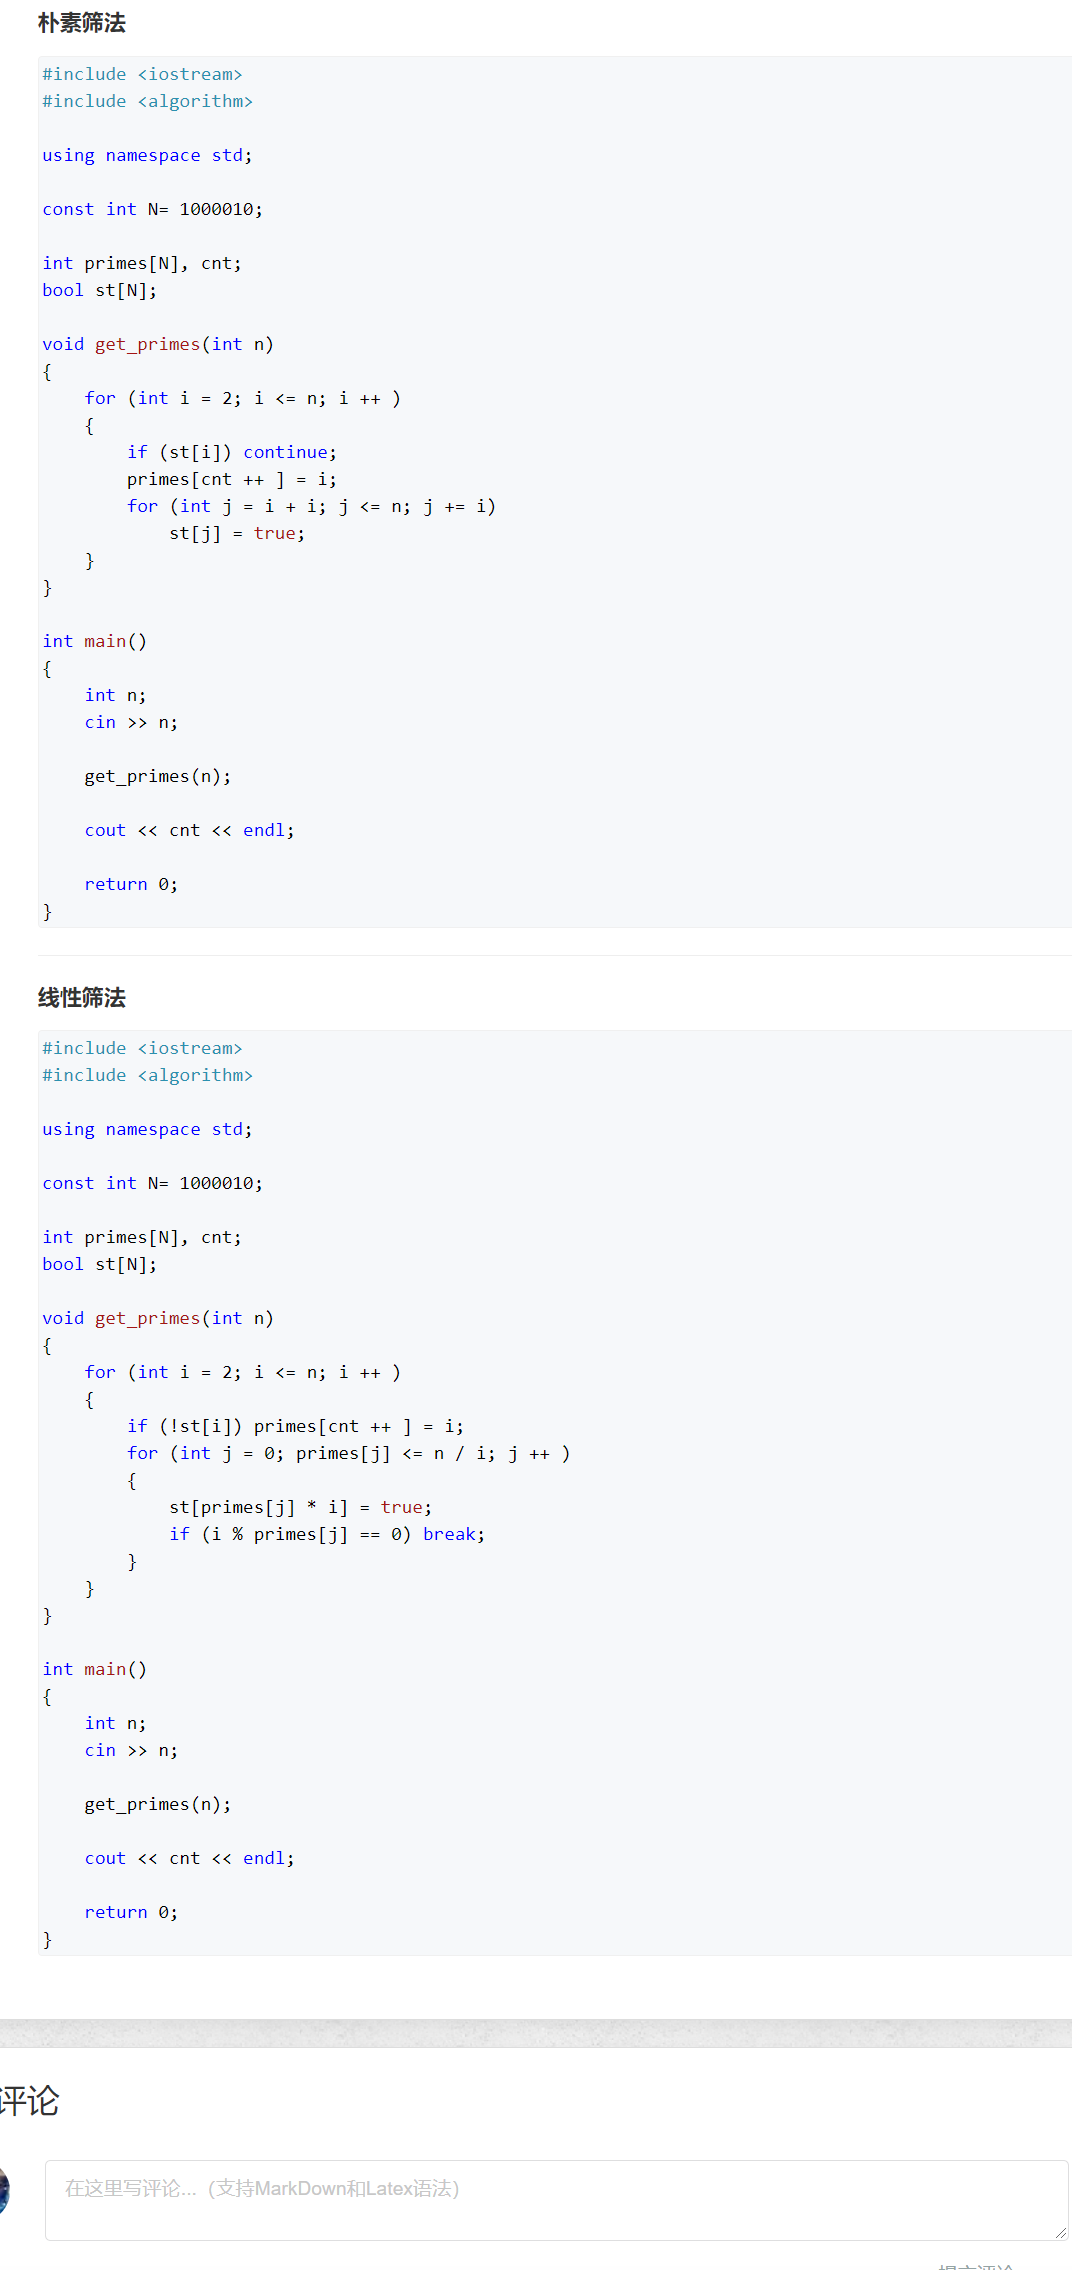 朴素筛法
#include <iostream>
#include <algorithm>
using namespace std;
const int N= 1000010;
int primes[N], cnt;
bool st[N];
void get_primes(int n)
{
    for (int i = 2; i <= n; i ++ )
    {
        if (st[i]) continue;
        primes[cnt ++ ] = i;
        for (int j = i + i; j <= n; j += i)
            st[j] = true;
    }
}
int main()
{
    int n;
    cin >> n;
    get_primes(n);
    cout << cnt << endl;
    return 0;
}
线性筛法
#include <iostream>
#include <algorithm>
using namespace std;
const int N= 1000010;
int primes[N], cnt;
bool st[N];
void get_primes(int n)
{
    for (int i = 2; i <= n; i ++ )
    {
        if (!st[i]) primes[cnt ++ ] = i;
        for (int j = 0; primes[j] <= n / i; j ++ )
        {
            st[primes[j] * i] = true;
            if (i % primes[j] == 0) break;
        }
    }
}
int main()
{
    int n;
    cin >> n;
    get_primes(n);
    cout << cnt << endl;
    return 0;
}
评论
在这里写评论... (支持MarkDown和Latex语法)